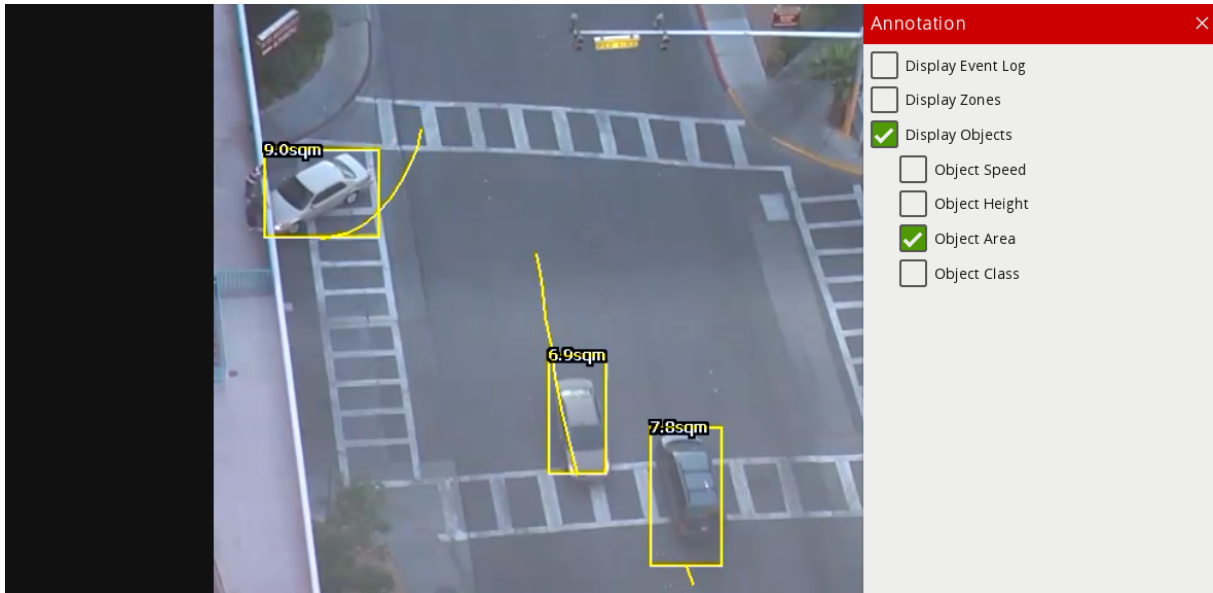 Annotation
Display Event Log
Display Zones
Display Objects
Object Speed
Object Height
Object Area
Object Class
9.0sqm
6.9sqm
7.8sqm